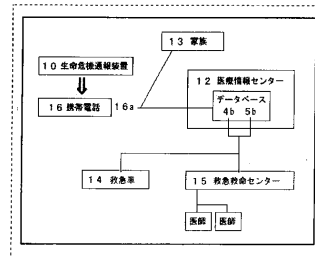 13 家族
10 生命危機通報装置
12 医療情報センター
データベース
4b 5b
16 携帯電話
16a
14 救急車
15 救急救命センター
医師
医師